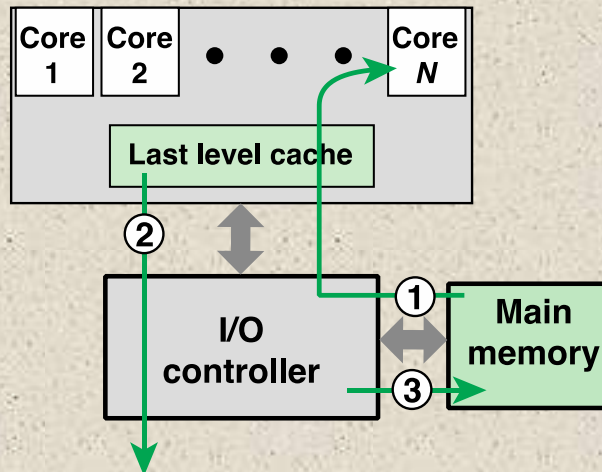 Core
1
Core
2
Core
N
Last level cache
2
1
I/O
controller
Main
memory
3